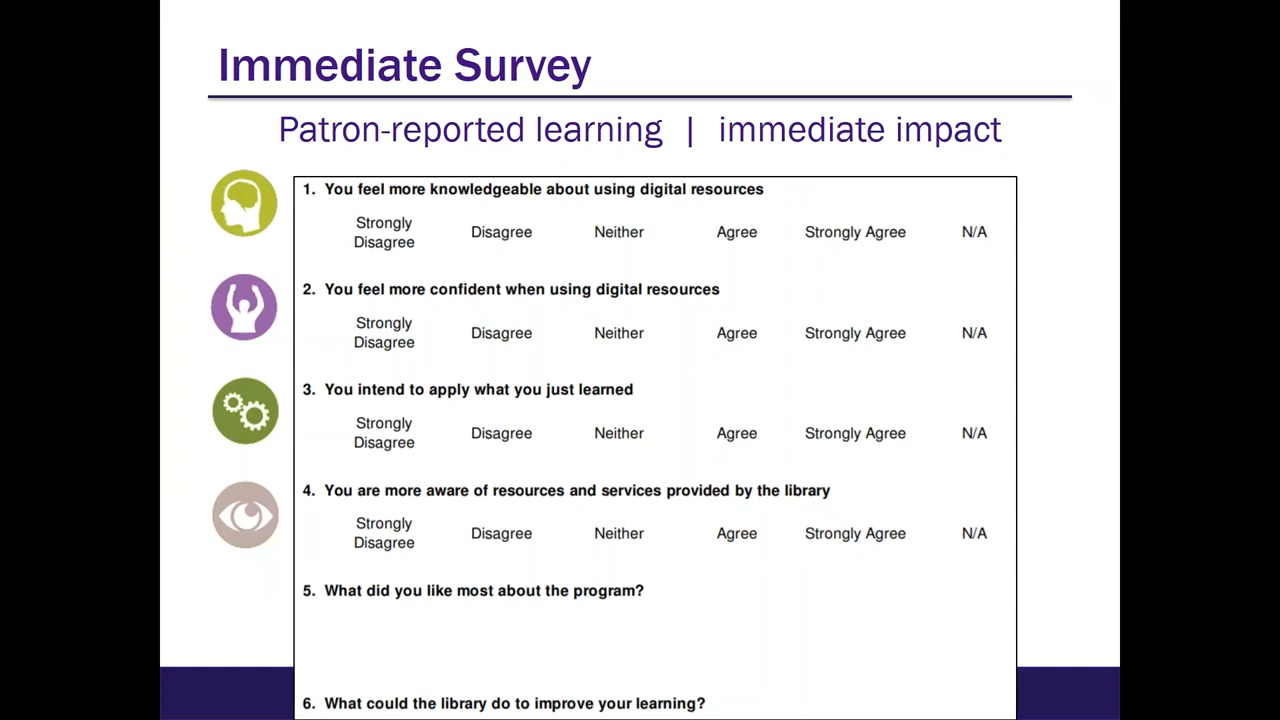 Immediate Survey
Patron-reported learning | immediate impact
1. You feel more knowledgeable about using digital resources
Strongly Disagree Disagree Neither Agree Strongly Agree N/A
2. You feel more confident when using digital resources
Strongly Disagree Disagree Neither Agree Strongly Agree N/A
3. You intend to apply what you just learned
Strongly Disagree Disagree Neither Agree Strongly Agree N/A
4. You are more aware of resources and services provided by the library
Strongly Disagree Disagree Neither Agree Strongly Agree N/A
5. What did you like most about the program?
6. What could the library do to improve your learning?